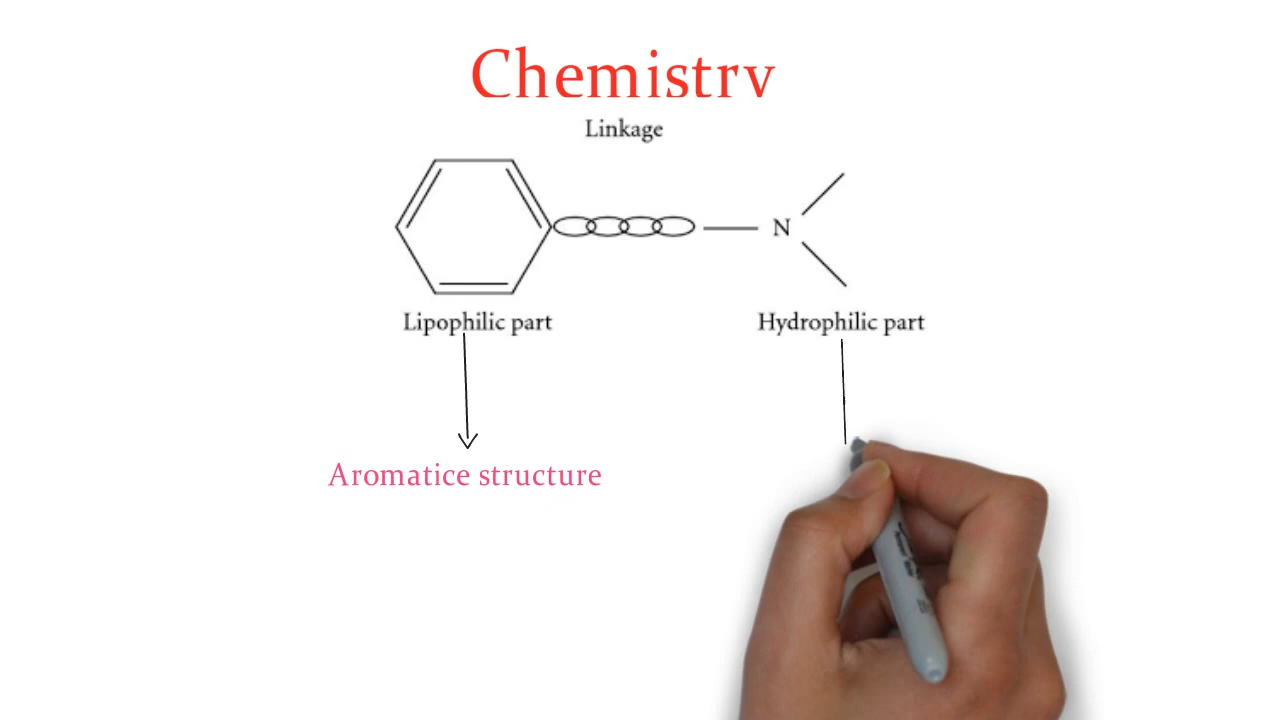 Chemistry
Linkage
N
Lipophilic part
Hydrophilic part
Aromatice structure